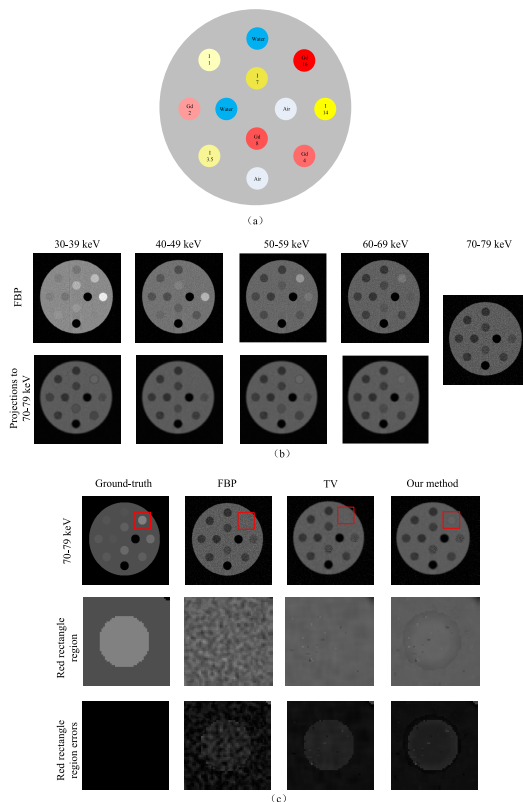 Water
I
1
Gd
16
I
7
Gd
2
Water
Air
I
14
Gd
8
I
3.5
Gd
4
Air
(a)
30-39 keV 40-49 keV 50-59 keV 60-69 keV 70-79 keV
FBP
Projections to
70-79 keV
(b)
Ground-truth FBP TV Our method
70-79 keV
Red rectangle
region
Red rectangle
region errors
(c)